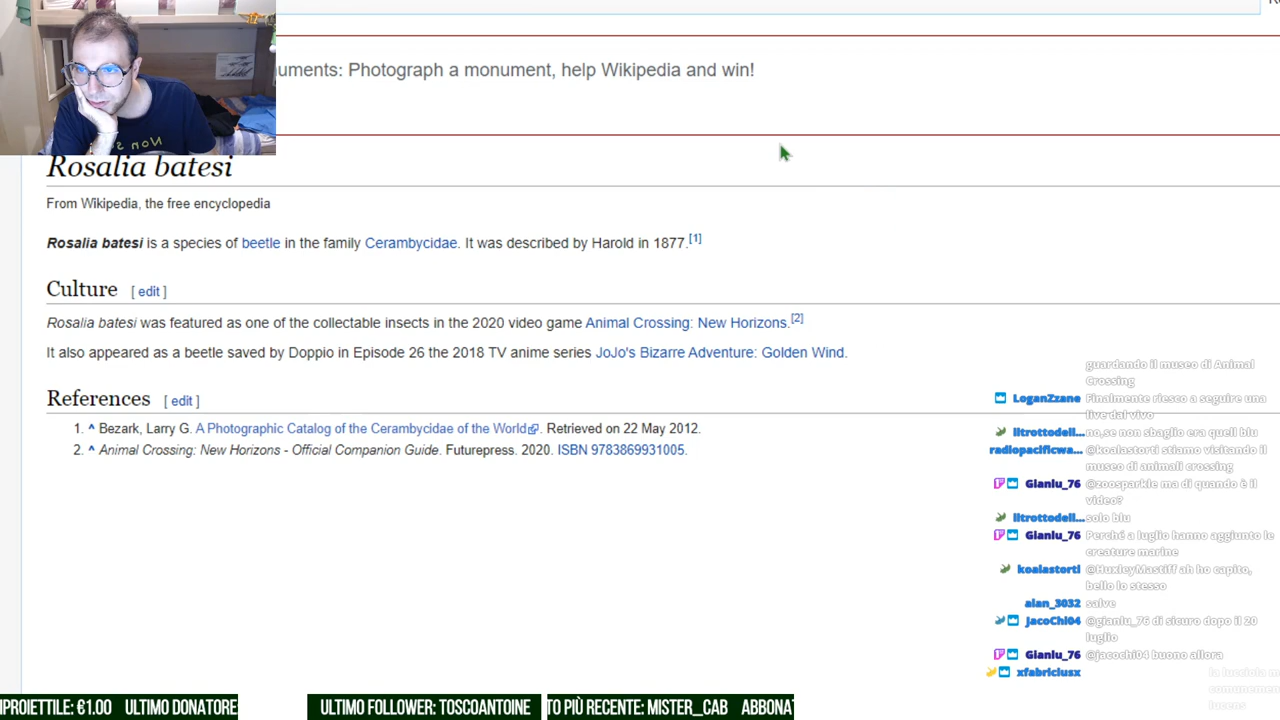 uments: Photograph a monument, help Wikipedia and win!
Rosalia batesi
From Wikipedia, the free encyclopedia
Rosalia batesi is a species of beetle in the family Cerambycidae. It was described by Harold in 1877.[1]
Culture [ edit ]
Rosalia batesi was featured as one of the collectable insects in the 2020 video game Animal Crossing: New Horizons.[2]
It also appeared as a beetle saved by Doppio in Episode 26 the 2018 TV anime series JoJo's Bizarre Adventure: Golden Wind.
References [ edit ]
1. ^ Bezark, Larry G. A Photographic Catalog of the Cerambycidae of the World. Retrieved on 22 May 2012.
2. ^ Animal Crossing: New Horizons - Official Companion Guide. Futurepress. 2020. ISBN 9783869931005.
guardando il museo di Animal
Crossing
LoganZzane Finalmente riesco a seguire una
live dal vivo
iltrottodell... no,se non sbaglio era quell blu
radiopacificwa... @koalastorti stiamo visitando il
museo di animali crossing
Gianlu_76 @zoosparkle ma di quando è il
video?
iltrottodell... solo blu
Gianlu_76 Perché a luglio hanno aggiunto le
creature marine
koalastorti @HuxleyMastiff ah ho capito,
bello lo stesso
alan_3032 salve
JacoChi04 @gianlu_76 di sicuro dopo il 20
luglio
Gianlu_76 @jacochi04 buono allora
xfabriciusx la lucciola
comunemen
lucens
IPROIETTILE: €1.00 ULTIMO DONATORE
ULTIMO FOLLOWER: TOSCOANTOINE
TO PIÙ RECENTE: MISTER_CAB ABBONA